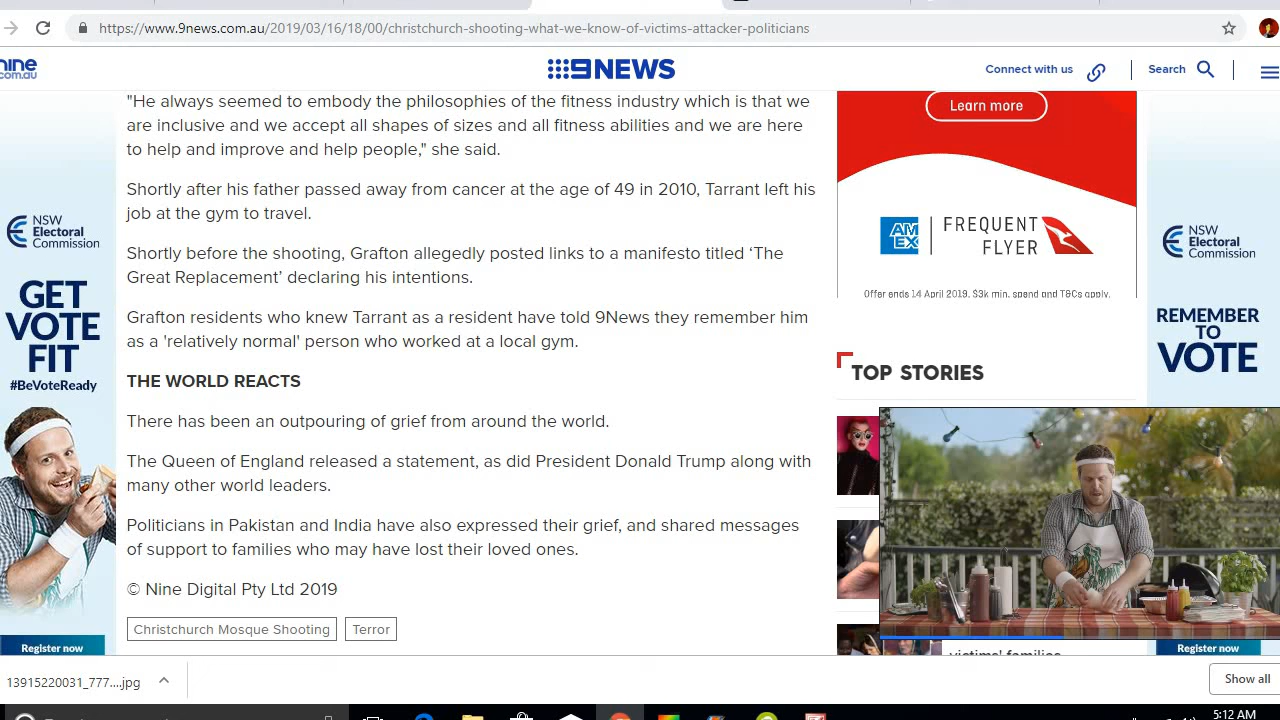 https://www.9news.com.au/2019/03/16/18/00/christchurch-shooting-what-we-know-of-victims-attacker-politicians
nine
.com.au
9NEWS
Connect with us
Search
"He always seemed to embody the philosophies of the fitness industry which is that we
are inclusive and we accept all shapes of sizes and all fitness abilities and we are here
to help and improve and help people," she said.
Shortly after his father passed away from cancer at the age of 49 in 2010, Tarrant left his
job at the gym to travel.
Shortly before the shooting, Grafton allegedly posted links to a manifesto titled ‘The
Great Replacement’ declaring his intentions.
Grafton residents who knew Tarrant as a resident have told 9News they remember him
as a 'relatively normal' person who worked at a local gym.
THE WORLD REACTS
There has been an outpouring of grief from around the world.
The Queen of England released a statement, as did President Donald Trump along with
many other world leaders.
Politicians in Pakistan and India have also expressed their grief, and shared messages
of support to families who may have lost their loved ones.
© Nine Digital Pty Ltd 2019
Christchurch Mosque Shooting
Terror
NSW
Electoral
Commission
GET
VOTE
FIT
#BeVoteReady
Register now
Learn more
AM
EX
FREQUENT
FLYER
Offer ends 14 April 2019. $3k min. spend and T&Cs apply.
TOP STORIES
victims' families
NSW
Electoral
Commission
REMEMBER
TO
VOTE
Register now
13915220031_777....jpg
Show all
5:12 AM